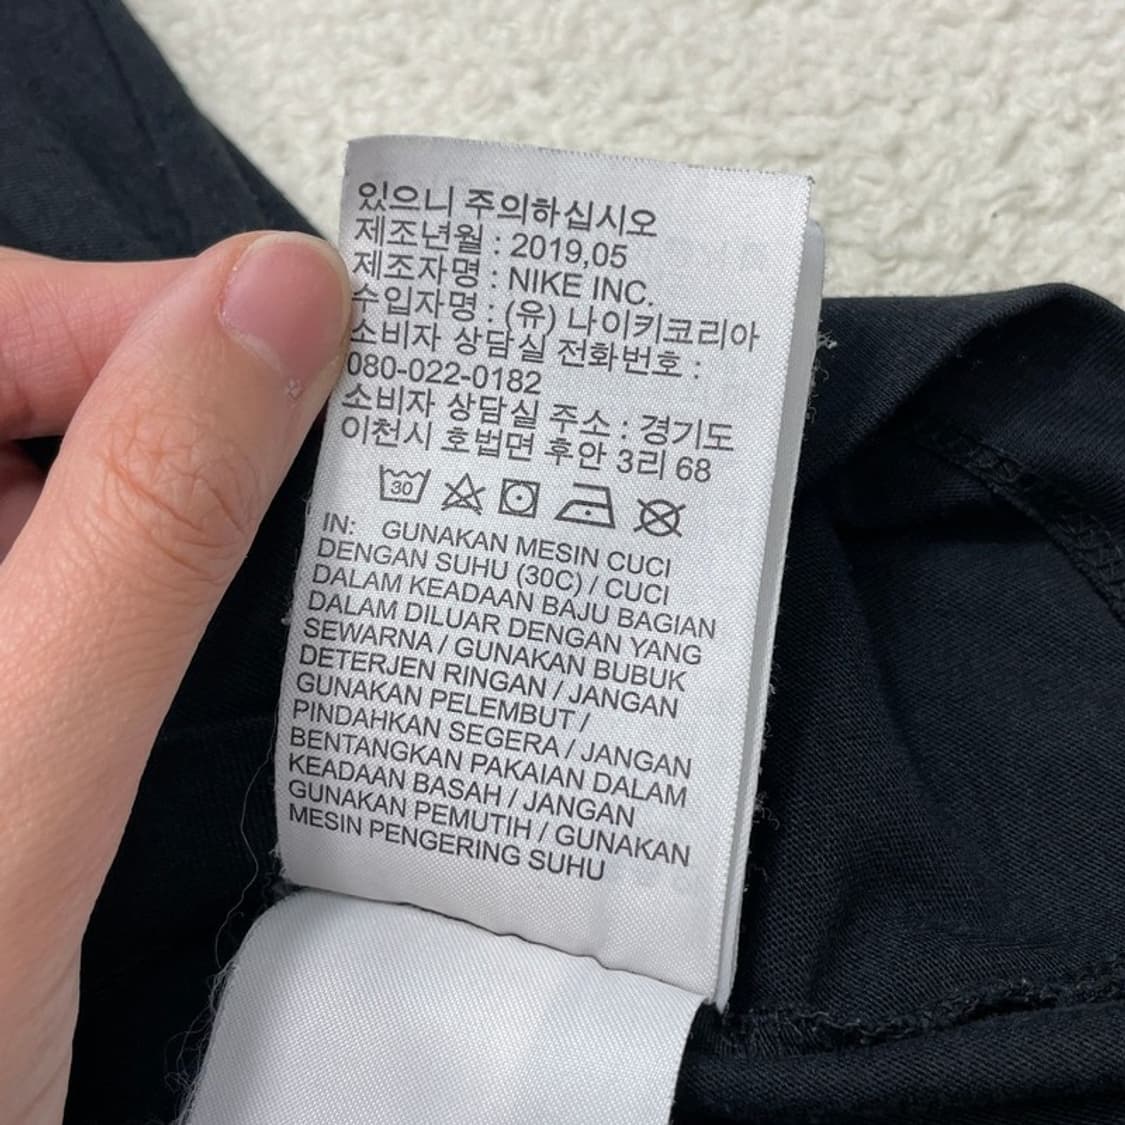 있으니 주의하십시오
제조년월 : 2019,05
제조자명 : NIKE INC.
수입자명 : (유) 나이키코리아
소비자 상담실 전화번호 :
080-022-0182
소비자 상담실 주소 : 경기도
이천시 호법면 후안 3리 68
30
IN: GUNAKAN MESIN CUCI
DENGAN SUHU (30C) / CUCI
DALAM KEADAAN BAJU BAGIAN
DALAM DILUAR DENGAN YANG
SEWARNA / GUNAKAN BUBUK
DETERJEN RINGAN / JANGAN
GUNAKAN PELEMBUT /
PINDAHKAN SEGERA / JANGAN
BENTANGKAN PAKAIAN DALAM
KEADAAN BASAH / JANGAN
GUNAKAN PEMUTIH / GUNAKAN
MESIN PENGERING SUHU